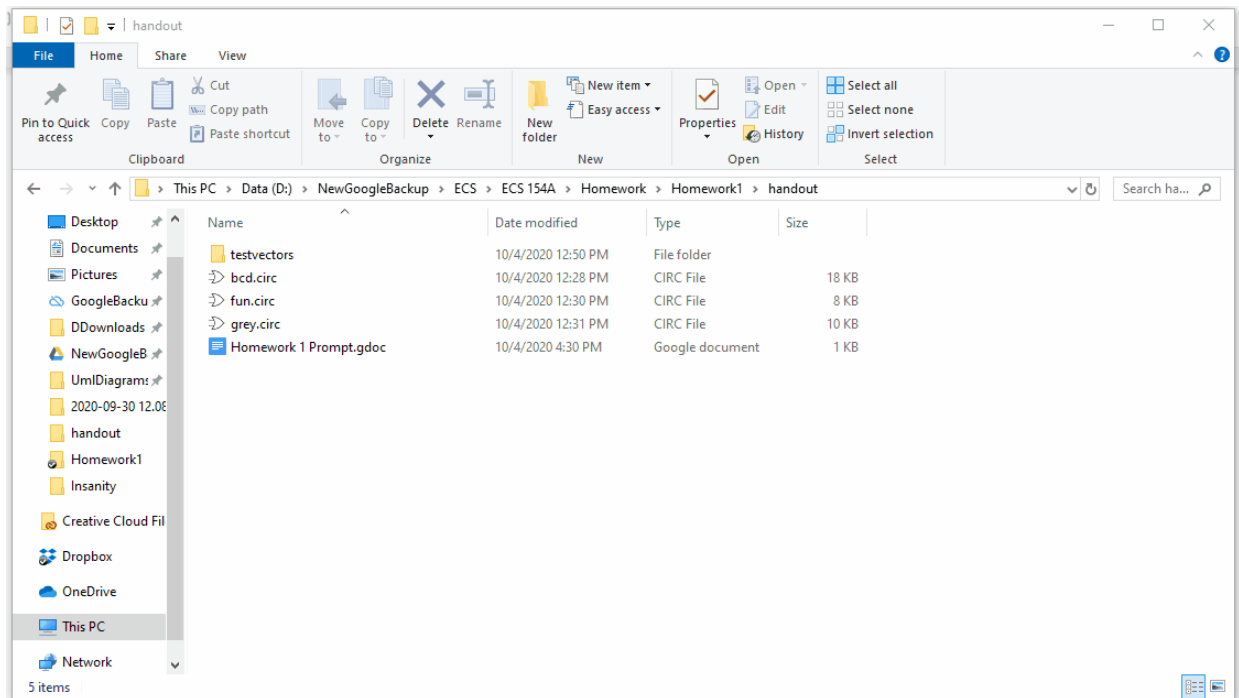 handout
File Home Share View
Pin to Quick access
Copy
Paste
Cut
Copy path
Paste shortcut
Clipboard
Move to
Copy to
Delete
Rename
Organize
New folder
New item
Easy access
New
Properties
Open
Edit
History
Open
Select all
Select none
Invert selection
Select
This PC > Data (D:) > NewGoogleBackup > ECS > ECS 154A > Homework > Homework1 > handout
Search ha...
Desktop
Documents
Pictures
GoogleBacku
DDownloads
NewGoogleB
UmlDiagrams
2020-09-30 12.08
handout
Homework1
Insanity
Creative Cloud Fil
Dropbox
OneDrive
This PC
Network
Name Date modified Type Size
testvectors 10/4/2020 12:50 PM File folder
bcd.circ 10/4/2020 12:28 PM CIRC File 18 KB
fun.circ 10/4/2020 12:30 PM CIRC File 8 KB
grey.circ 10/4/2020 12:31 PM CIRC File 10 KB
Homework 1 Prompt.gdoc 10/4/2020 4:30 PM Google document 1 KB
5 items